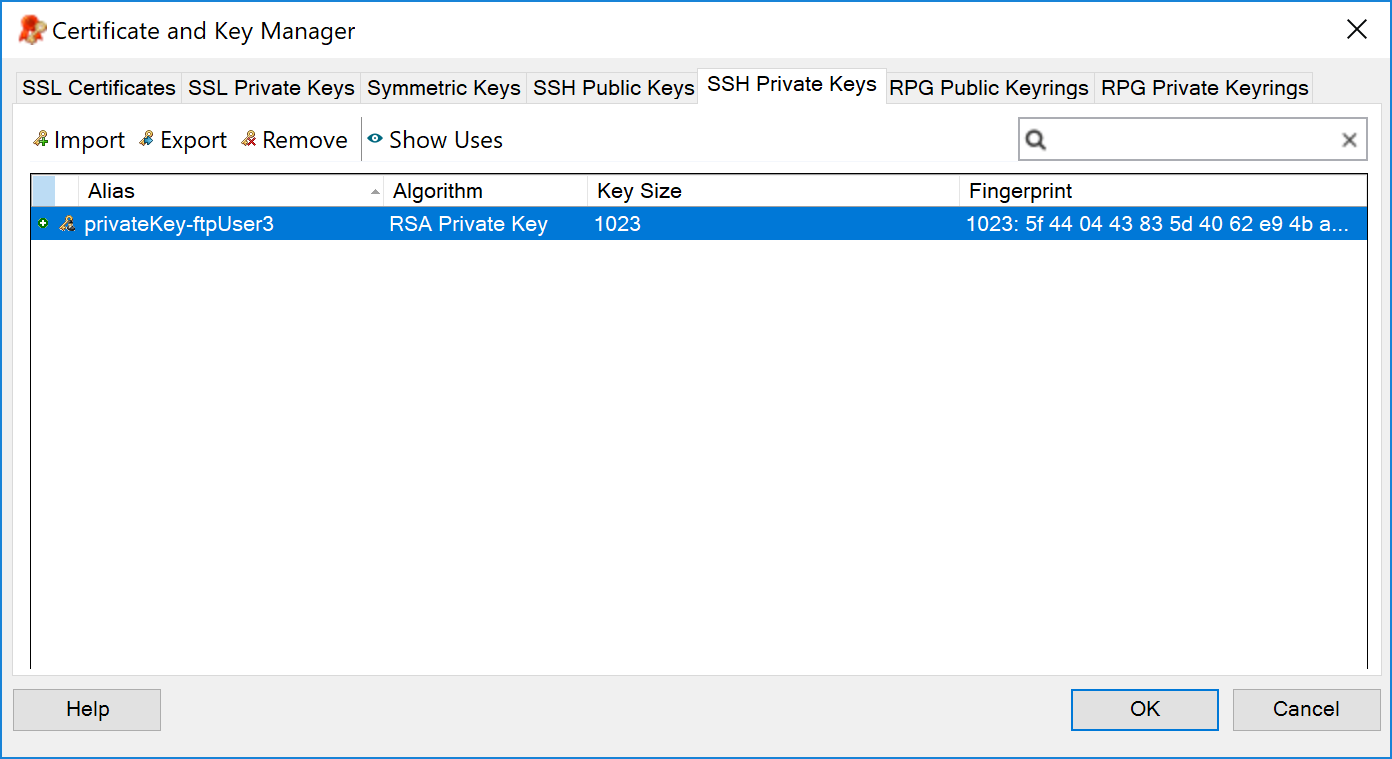 Certificate and Key Manager
SSL Certificates SSL Private Keys Symmetric Keys SSH Public Keys SSH Private Keys RPG Public Keyrings RPG Private Keyrings
Import Export Remove Show Uses
Alias Algorithm Key Size Fingerprint
privateKey-ftpUser3 RSA Private Key 1023 1023: 5f 44 04 43 83 5d 40 62 e9 4b a...
Help OK Cancel